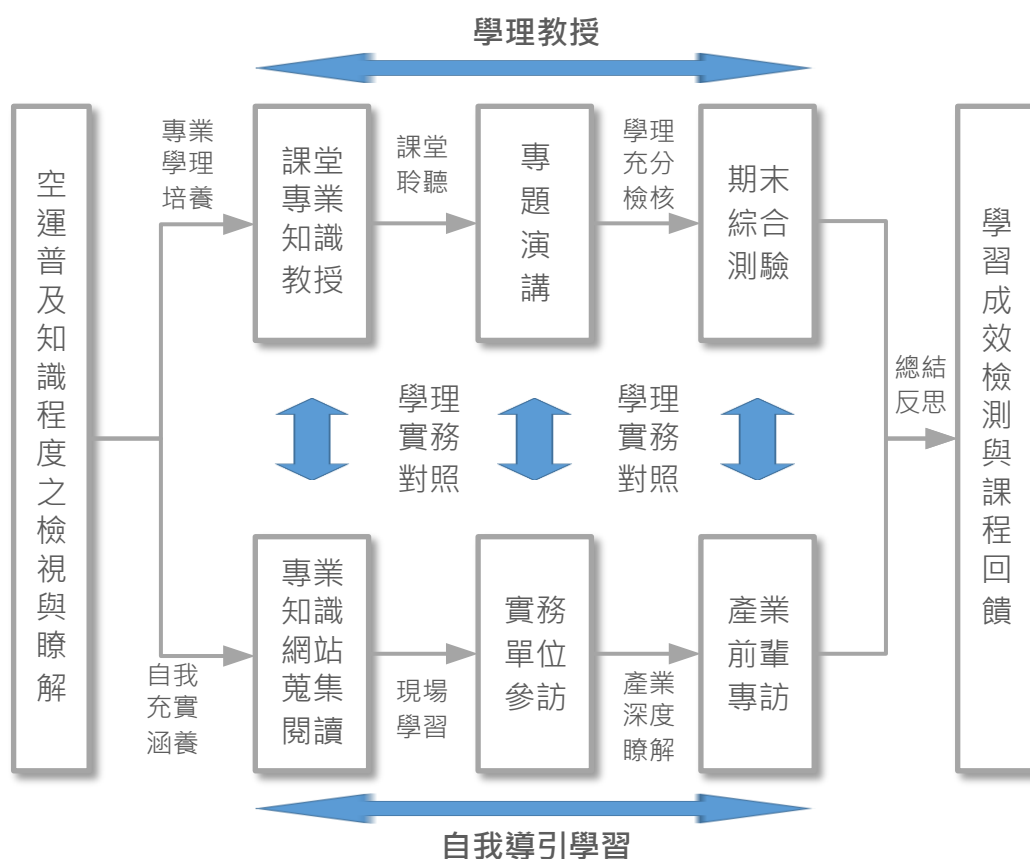 學理教授
空運普及知識程度之檢視與瞭解
專業
學理
培養
課堂
專業
知識
教授
課堂
聆聽
專題演講
學理
充分
檢核
期末
綜合
測驗
學理
實務
對照
學理
實務
對照
總結
反思
學習成效檢測與課程回饋
自我
充實
涵養
專業
知識
網站
蒐集
閱讀
現場
學習
實務
單位
參訪
產業
深度
瞭解
產業
前輩
專訪
自我導引學習